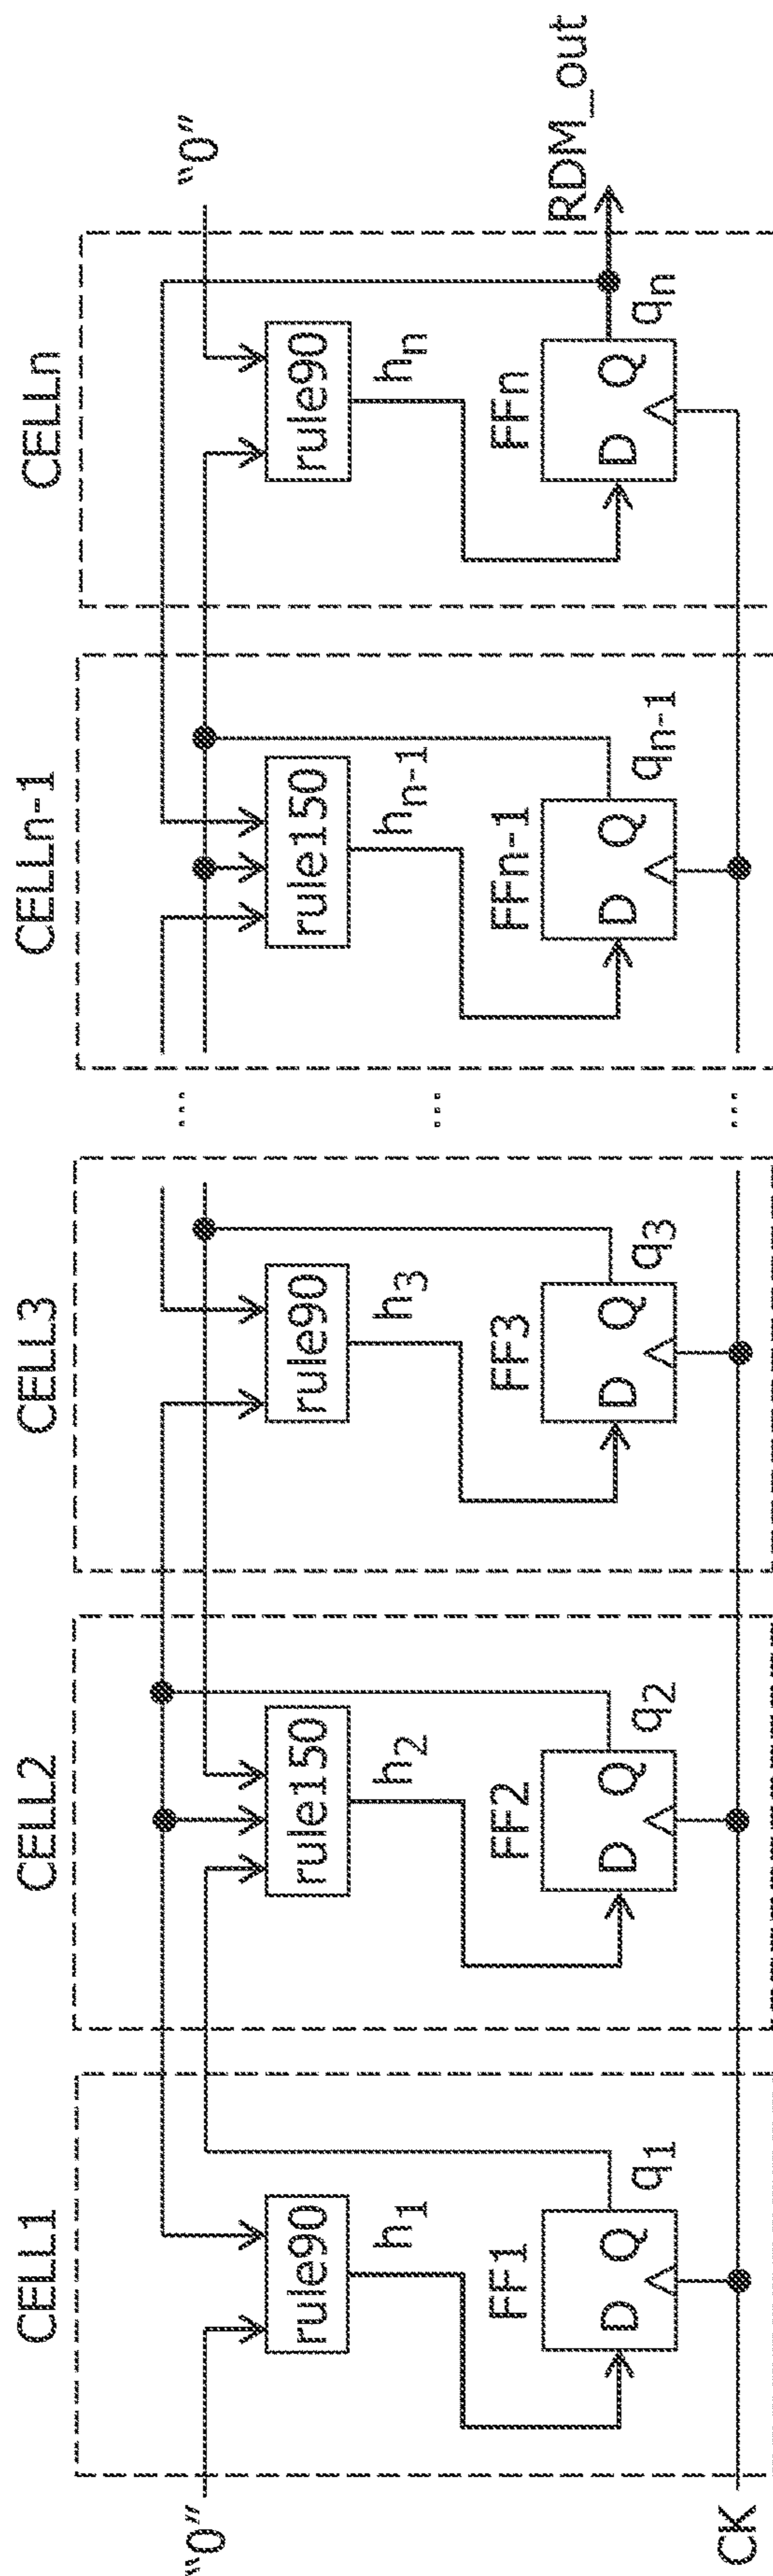 CELL1 CELL2 CELL3 CELLn-1 CELLn
"0" "0"
rule90 rule150 rule90 ... rule150 rule90
h1 h2 h3 ... hn-1 hn
FF1 FF2 FF3 FFn-1 FFn
D Q D Q D Q D Q D Q RDM_out
q1 q2 q3 qn-1 qn
CK ...